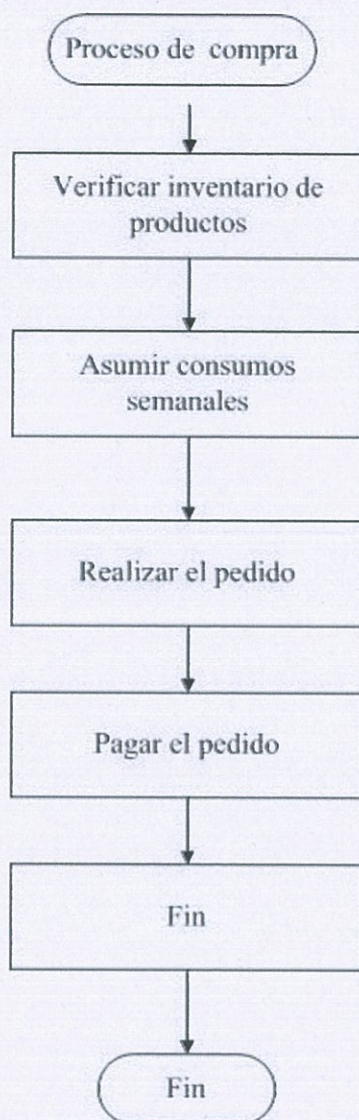 Proceso de compra
Verificar inventario de
productos
Asumir consumos
semanales
Realizar el pedido
Pagar el pedido
Fin
Fin